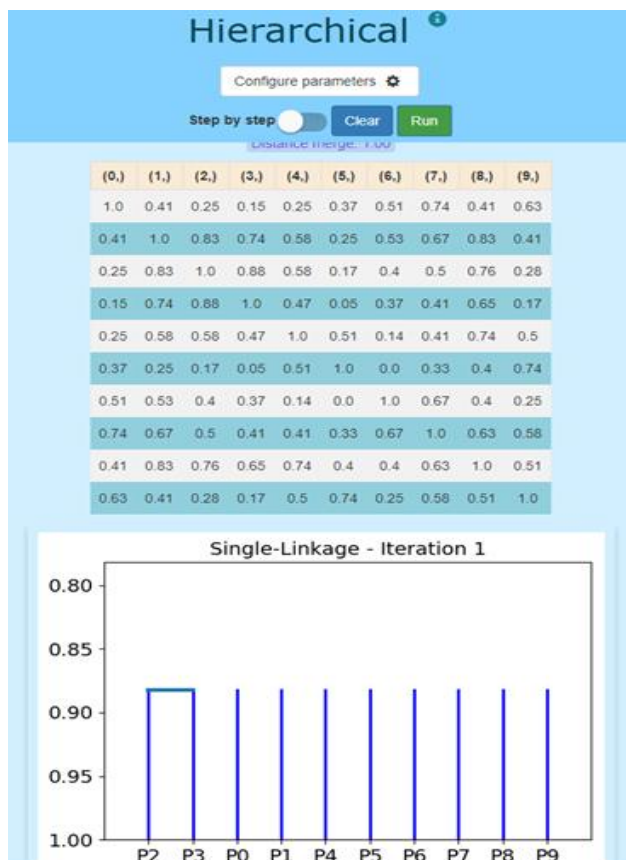 Hierarchical
Configure parameters
Step by step Clear Run
Distance merge: 1.00
(0,) (1,) (2,) (3,) (4,) (5,) (6,) (7,) (8,) (9,)
1.0 0.41 0.25 0.15 0.25 0.37 0.51 0.74 0.41 0.63
0.41 1.0 0.83 0.74 0.58 0.25 0.53 0.67 0.83 0.41
0.25 0.83 1.0 0.88 0.58 0.17 0.4 0.5 0.76 0.28
0.15 0.74 0.88 1.0 0.47 0.05 0.37 0.41 0.65 0.17
0.25 0.58 0.58 0.47 1.0 0.51 0.14 0.41 0.74 0.5
0.37 0.25 0.17 0.05 0.51 1.0 0.0 0.33 0.4 0.74
0.51 0.53 0.4 0.37 0.14 0.0 1.0 0.67 0.4 0.25
0.74 0.67 0.5 0.41 0.41 0.33 0.67 1.0 0.63 0.58
0.41 0.83 0.76 0.65 0.74 0.4 0.4 0.63 1.0 0.51
0.63 0.41 0.28 0.17 0.5 0.74 0.25 0.58 0.51 1.0
Single-Linkage - Iteration 1
0.80
0.85
0.90
0.95
1.00
P2 P3 P0 P1 P4 P5 P6 P7 P8 P9